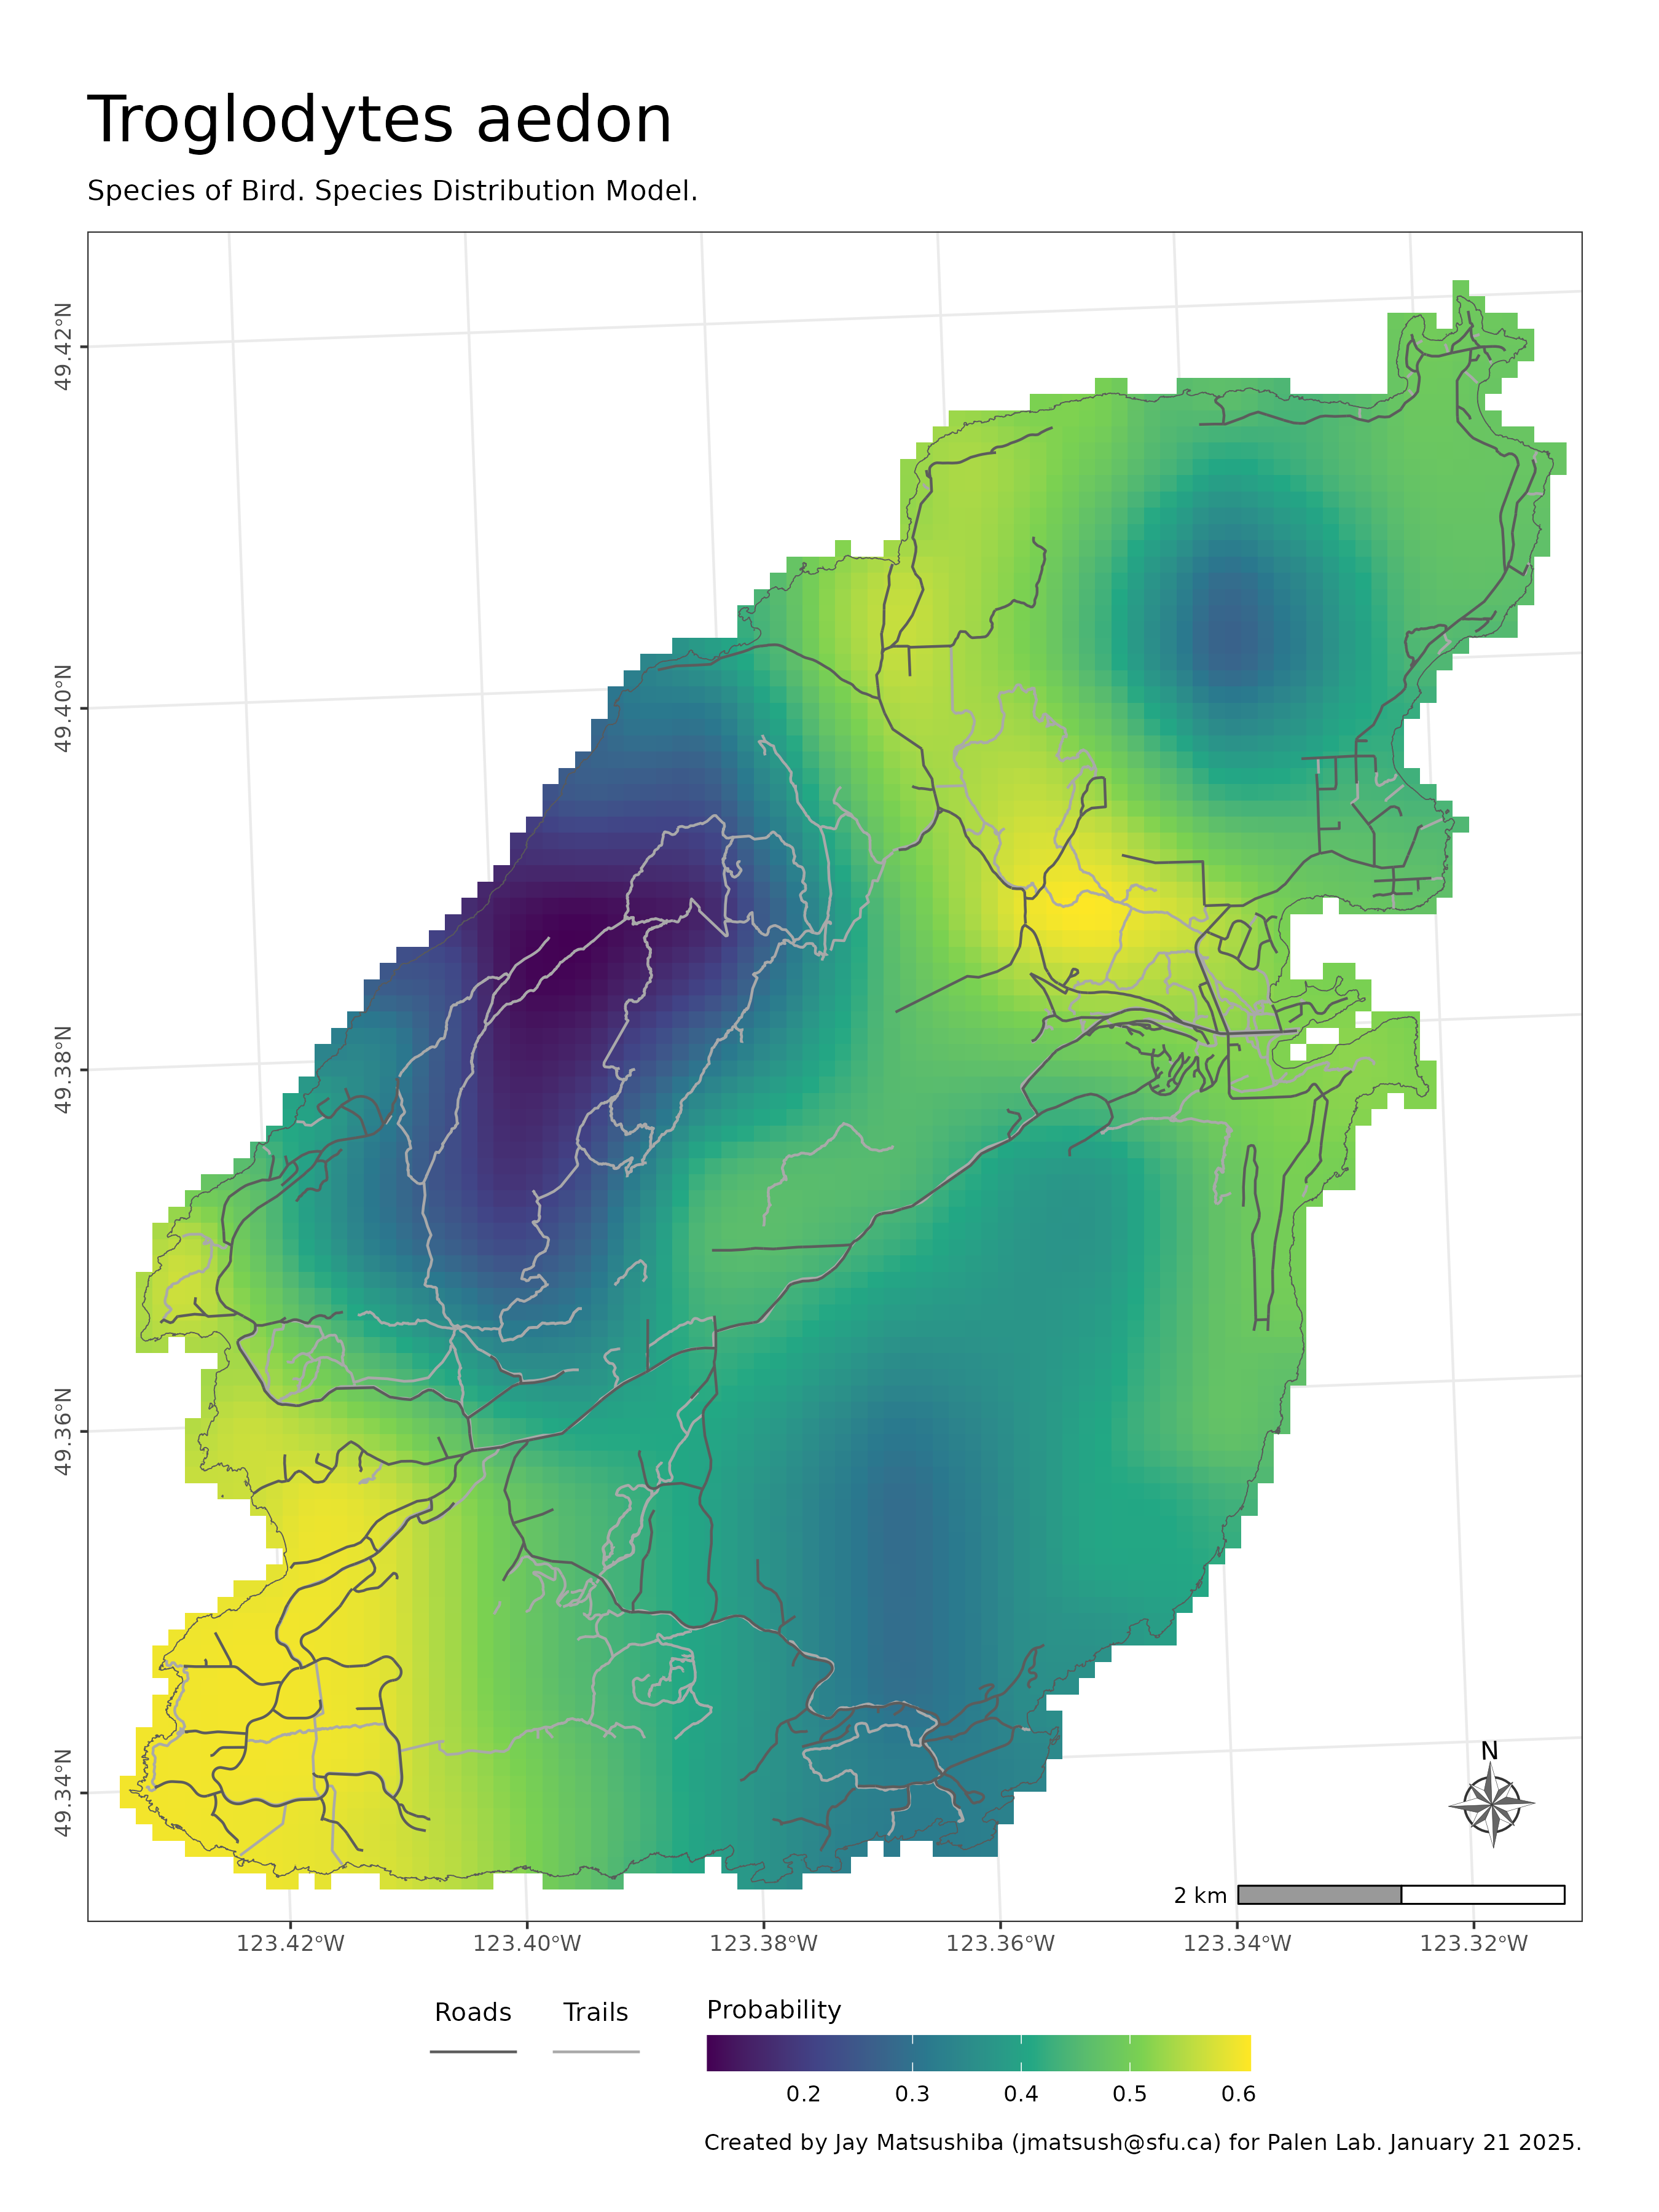 Troglodytes aedon
Species of Bird. Species Distribution Model.
49.42°N
49.40°N
49.38°N
49.36°N
49.34°N
N
2 km
123.42°W 123.40°W 123.38°W 123.36°W 123.34°W 123.32°W
Roads Trails Probability
0.2 0.3 0.4 0.5 0.6
Created by Jay Matsushiba (jmatsush@sfu.ca) for Palen Lab. January 21 2025.